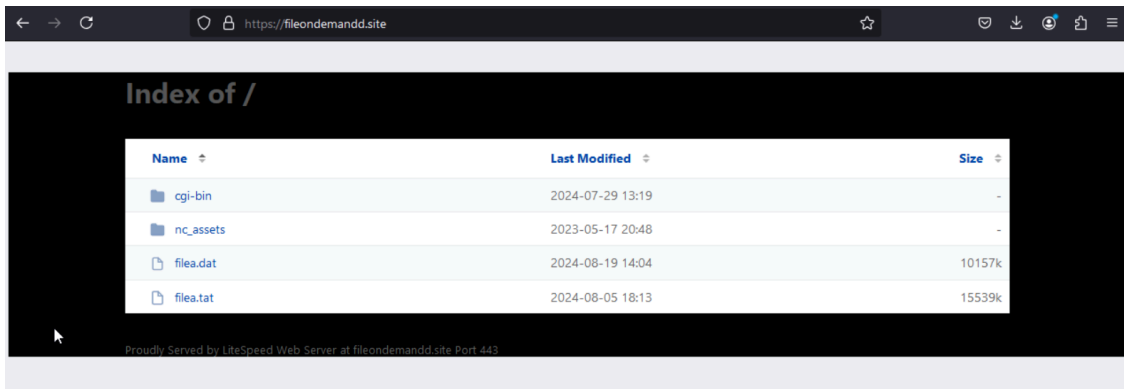 https://fileondemandd.site
Index of /
Name Last Modified Size
cgi-bin 2024-07-29 13:19 -
nc_assets 2023-05-17 20:48 -
filea.dat 2024-08-19 14:04 10157k
filea.tat 2024-08-05 18:13 15539k
Proudly Served by LiteSpeed Web Server at fileondemandd.site Port 443